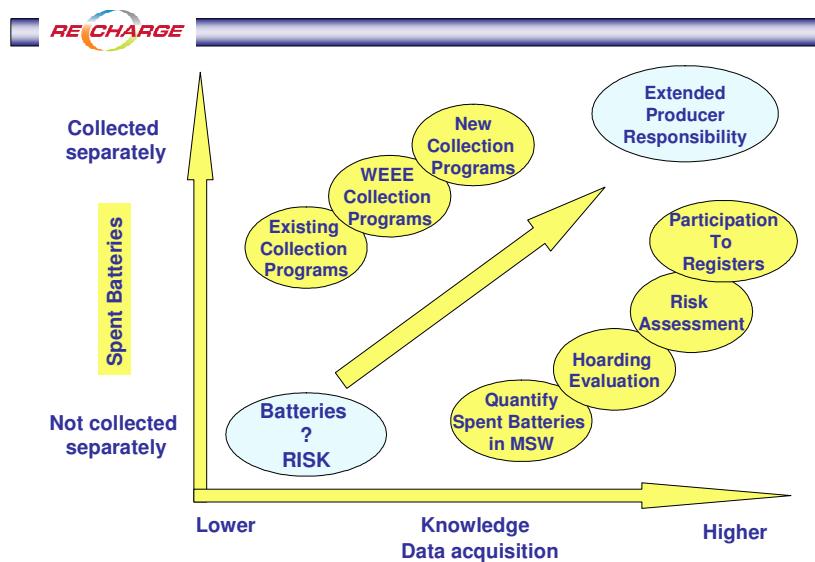 RECHARGE
Extended
Producer
Responsibility
New
Collection
Programs
Collected
separately
WEEE
Collection
Programs
Existing
Collection
Programs
Participation
To
Registers
Spent Batteries
Risk
Assessment
Hoarding
Evaluation
Quantify
Spent Batteries
in MSW
Not collected
separately
Batteries
?
RISK
Lower
Knowledge
Data acquisition
Higher